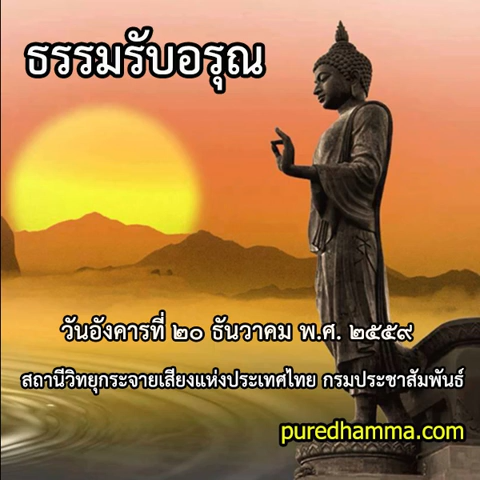 ธรรมรับอรุณ
วันอังคารที่ ๒๐ ธันวาคม พ.ศ. ๒๕๕๙
สถานีวิทยุกระจายเสียงแห่งประเทศไทย กรมประชาสัมพันธ์
puredhamma.com